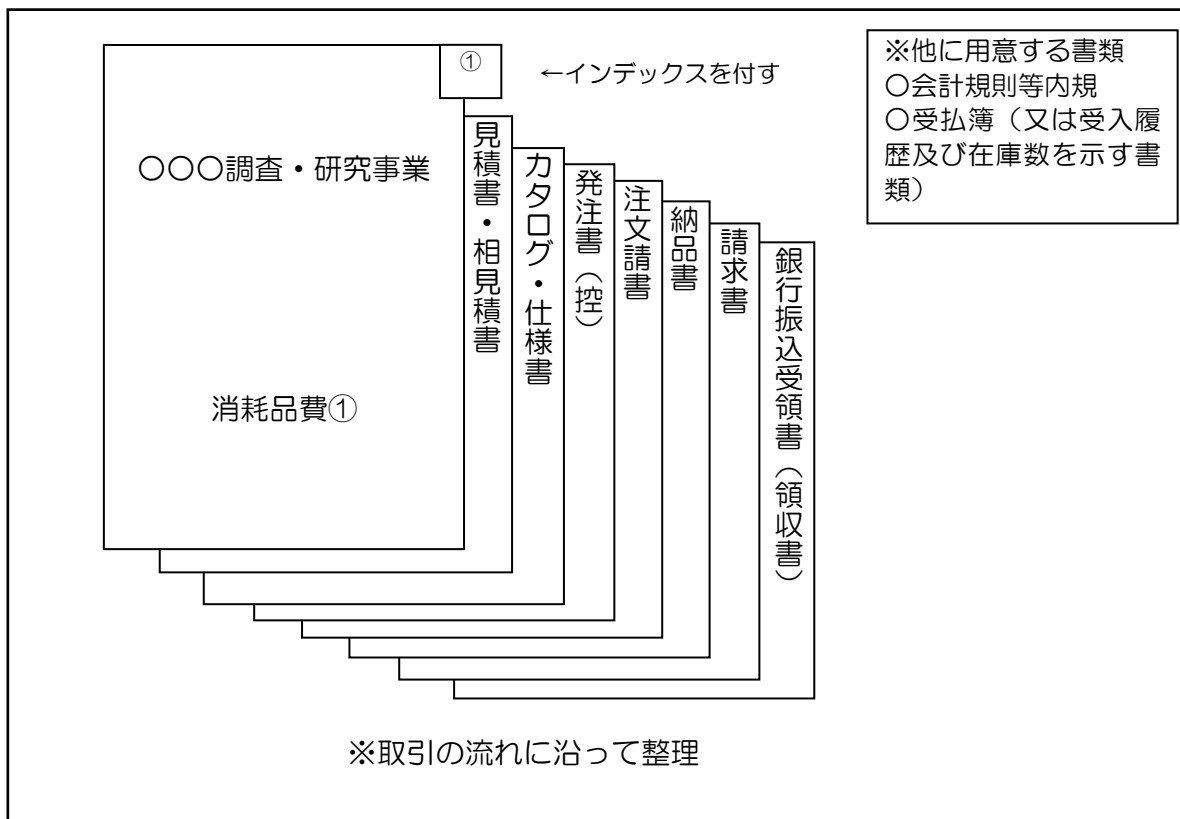 ①
←インデックスを付す
〇〇〇調査・研究事業
消耗品費①
見積書・相見積書
カタログ・仕様書
発注書（控）
注文請書
納品書
請求書
銀行振込受領書（領収書）
※取引の流れに沿って整理
※他に用意する書類
〇会計規則等内規
〇受払簿（又は受入履
歴及び在庫数を示す書
類）